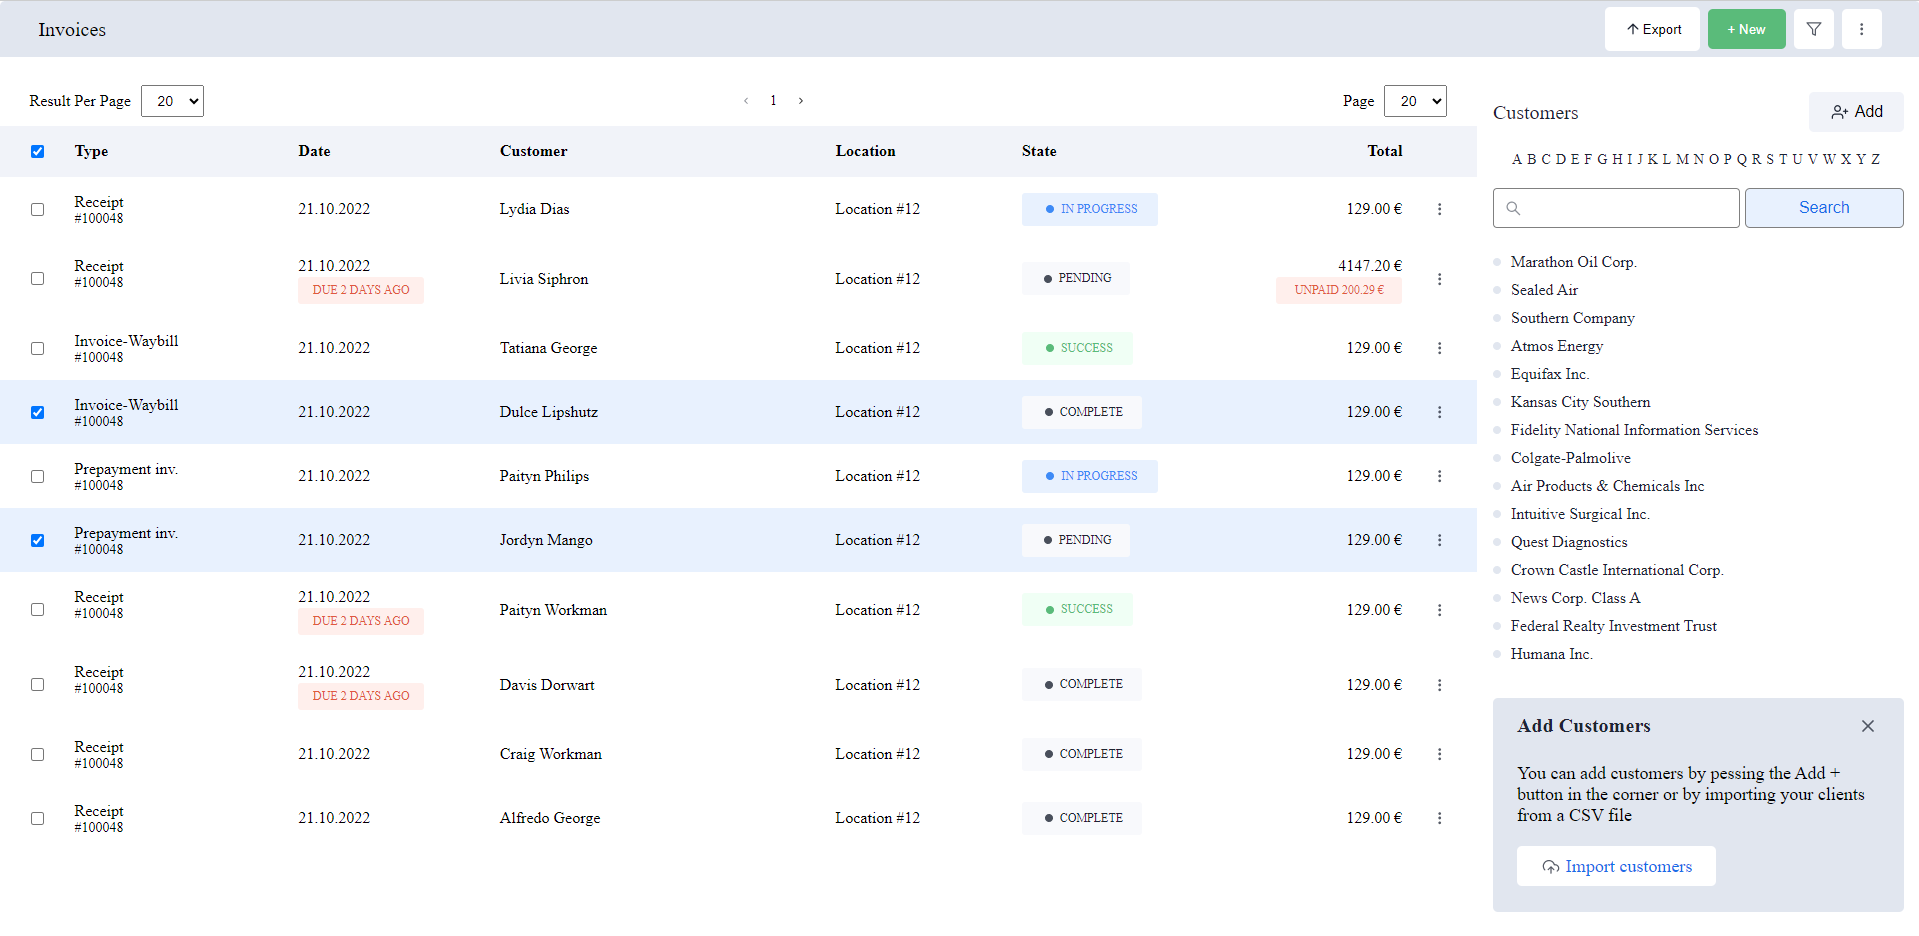 Invoices
Export
+ New
Result Per Page 20
1
Page 20
Type Date Customer Location State Total
Receipt
#100048
21.10.2022
Lydia Dias
Location #12
IN PROGRESS
129.00 €
Receipt
#100048
21.10.2022
DUE 2 DAYS AGO
Livia Siphron
Location #12
PENDING
4147.20 €
UNPAID 200.29 €
Invoice-Waybill
#100048
21.10.2022
Tatiana George
Location #12
SUCCESS
129.00 €
Invoice-Waybill
#100048
21.10.2022
Dulce Lipshutz
Location #12
COMPLETE
129.00 €
Prepayment inv.
#100048
21.10.2022
Paityn Philips
Location #12
IN PROGRESS
129.00 €
Prepayment inv.
#100048
21.10.2022
Jordyn Mango
Location #12
PENDING
129.00 €
Receipt
#100048
21.10.2022
DUE 2 DAYS AGO
Paityn Workman
Location #12
SUCCESS
129.00 €
Receipt
#100048
21.10.2022
DUE 2 DAYS AGO
Davis Dorwart
Location #12
COMPLETE
129.00 €
Receipt
#100048
21.10.2022
Craig Workman
Location #12
COMPLETE
129.00 €
Receipt
#100048
21.10.2022
Alfredo George
Location #12
COMPLETE
129.00 €
Customers
Add
A B C D E F G H I J K L M N O P Q R S T U V W X Y Z
Search
Marathon Oil Corp.
Sealed Air
Southern Company
Atmos Energy
Equifax Inc.
Kansas City Southern
Fidelity National Information Services
Colgate-Palmolive
Air Products & Chemicals Inc
Intuitive Surgical Inc.
Quest Diagnostics
Crown Castle International Corp.
News Corp. Class A
Federal Realty Investment Trust
Humana Inc.
Add Customers
You can add customers by pessing the Add +
button in the corner or by importing your clients
from a CSV file
Import customers